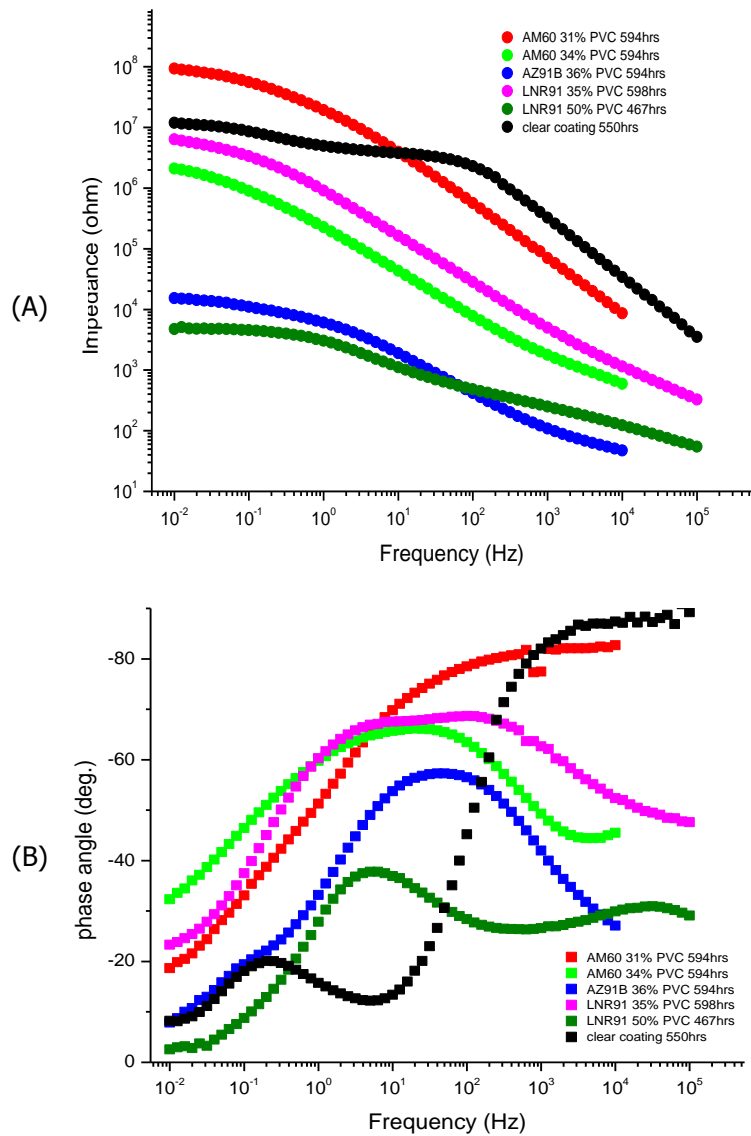 AM60 31% PVC 594hrs
AM60 34% PVC 594hrs
AZ91B 36% PVC 594hrs
LNR91 35% PVC 598hrs
LNR91 50% PVC 467hrs
clear coating 550hrs
10^8
10^7
10^6
10^5
10^4
10^3
10^2
10^1
Impedance (ohm)
(A)
10^-2 10^-1 10^0 10^1 10^2 10^3 10^4 10^5
Frequency (Hz)
-80
-60
-40
-20
0
phase angle (deg.)
(B)
AM60 31% PVC 594hrs
AM60 34% PVC 594hrs
AZ91B 36% PVC 594hrs
LNR91 35% PVC 598hrs
LNR91 50% PVC 467hrs
clear coating 550hrs
10^-2 10^-1 10^0 10^1 10^2 10^3 10^4 10^5
Frequency (Hz)